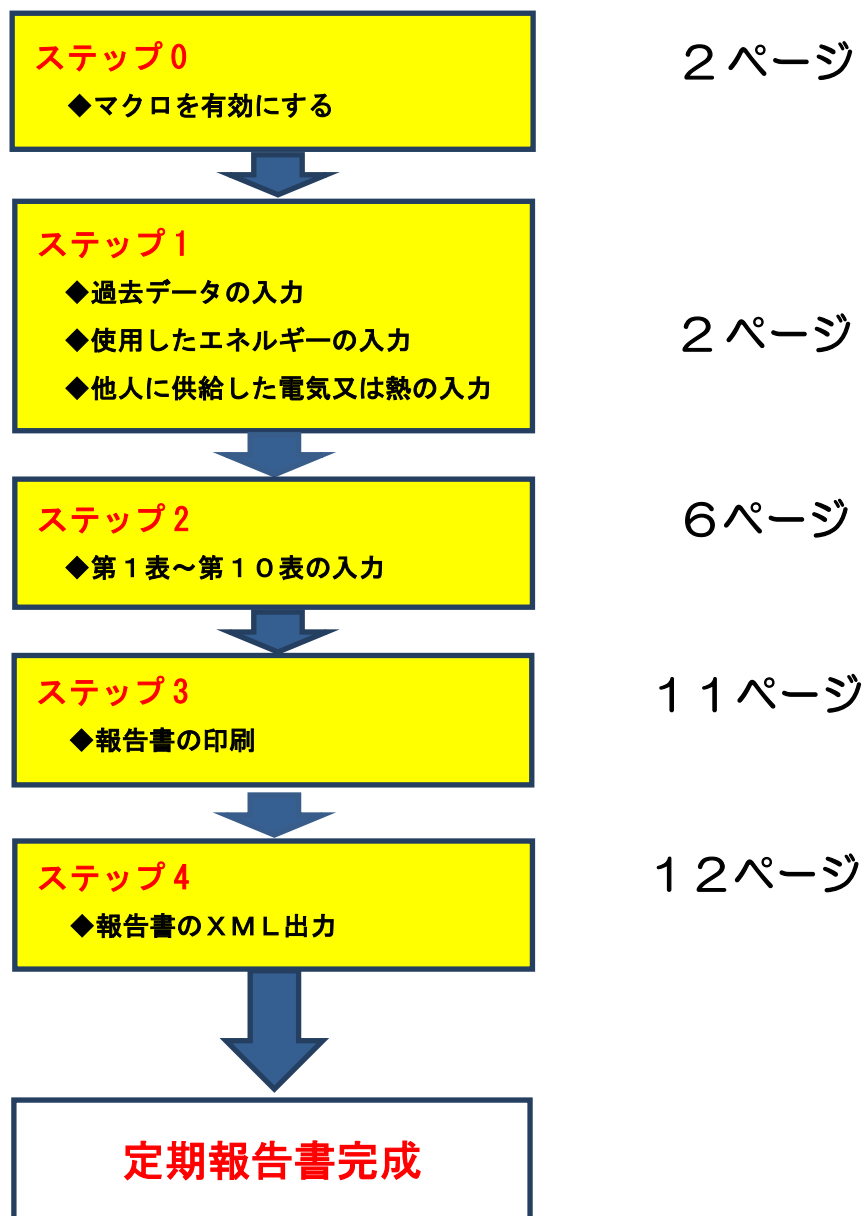 ステップ0
２ページ
◆マクロを有効にする
ステップ1
◆過去データの入力
◆使用したエネルギーの入力
２ページ
◆他人に供給した電気又は熱の入力
ステップ2
６ページ
◆第１表～第１０表の入力
ステップ3
１１ページ
◆報告書の印刷
ステップ4
１２ページ
◆報告書のＸＭＬ出力
定期報告書完成